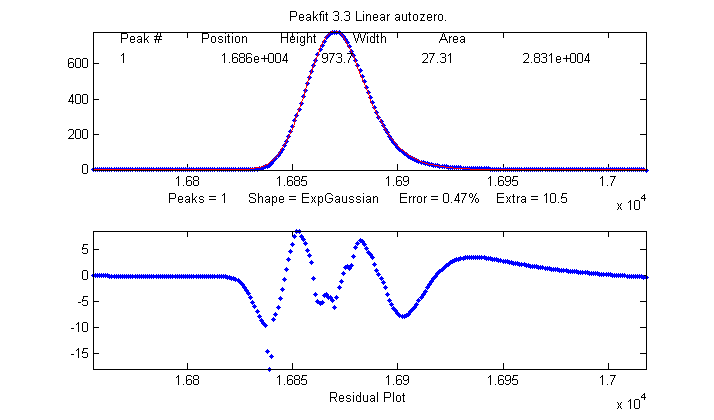 Peakfit 3.3 Linear autozero.
Peak # Position Height Width Area
1 1.686e+004 973.7 27.31 2.831e+004
600
400
200
0
1.68 1.685 1.69 1.695 1.7
x 10^4
Peaks = 1 Shape = ExpGaussian Error = 0.47% Extra = 10.5
5
0
-5
-10
-15
1.68 1.685 1.69 1.695 1.7
x 10^4
Residual Plot